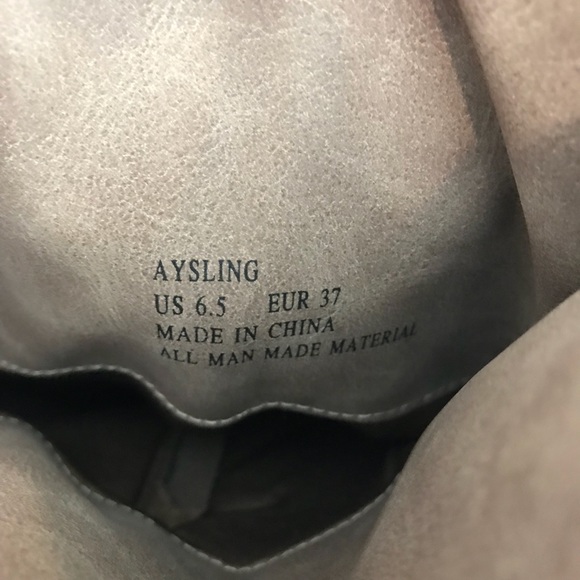 AYSLING
US 6.5 EUR 37
MADE IN CHINA
ALL MAN MADE MATERIAL